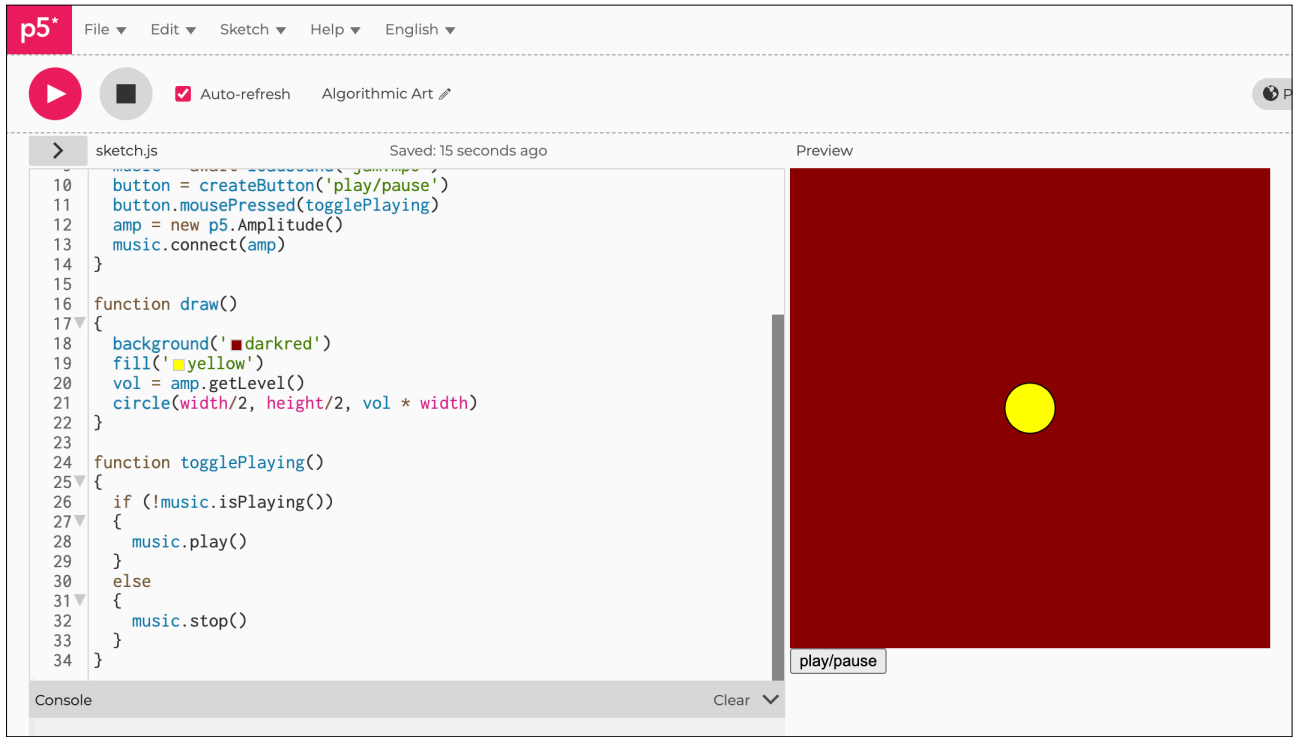 p5* File Edit Sketch Help English
Auto-refresh Algorithmic Art
P
sketch.js Saved: 15 seconds ago Preview
10 button = createButton('play/pause')
11 button.mousePressed(togglePlaying)
12 amp = new p5.Amplitude()
13 music.connect(amp)
14 }
15
16 function draw()
17 {
18 background('darkred')
19 fill('yellow')
20 vol = amp.getLevel()
21 circle(width/2, height/2, vol * width)
22 }
23
24 function togglePlaying()
25 {
26 if (!music.isPlaying())
27 {
28 music.play()
29 }
30 else
31 {
32 music.stop()
33 }
34 }
play/pause
Console Clear